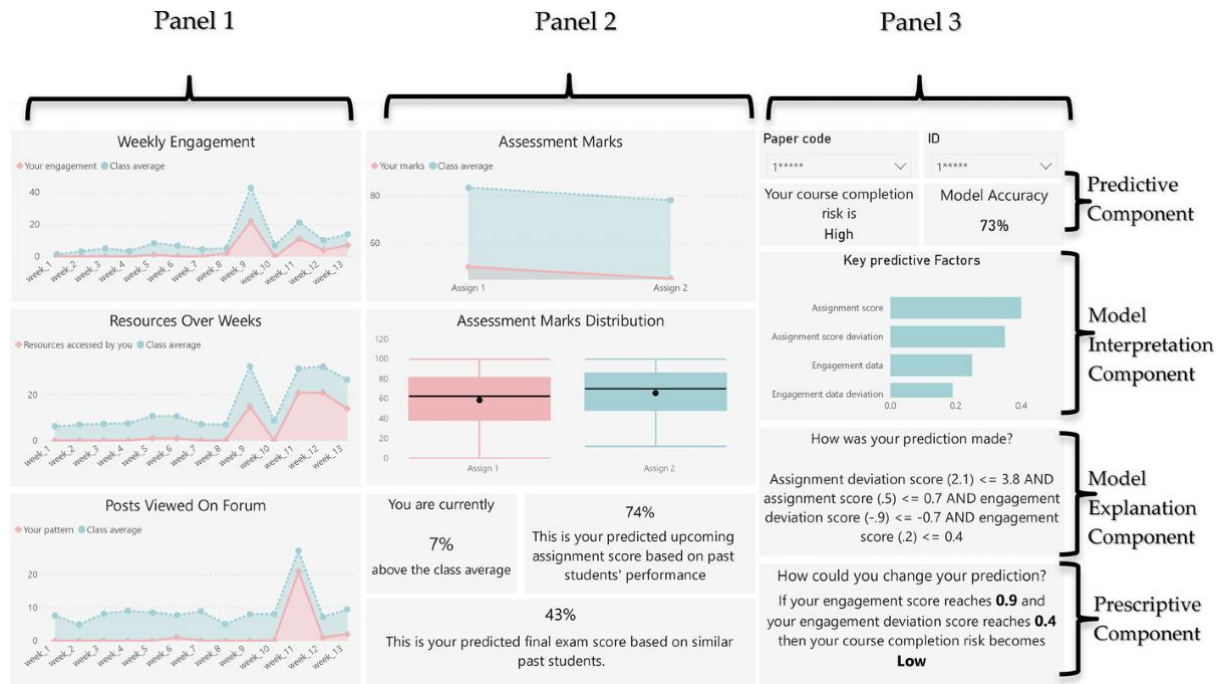 Panel 1
Panel 2
Panel 3
Weekly Engagement
Your engagement Class average
40
20
0
week_1
week_2
week_3
week_4
week_5
week_6
week_7
week_8
week_9
week_10
week_11
week_12
week_13
Resources Over Weeks
Resources accessed by you Class average
20
0
week_1
week_2
week_3
week_4
week_5
week_6
week_7
week_8
week_9
week_10
week_11
week_12
week_13
Posts Viewed On Forum
Your pattern Class average
20
10
0
week_1
week_2
week_3
week_4
week_5
week_6
week_7
week_8
week_9
week_10
week_11
week_12
week_13
Assessment Marks
Your marks Class average
80
60
Assign 1
Assign 2
Assessment Marks Distribution
120
100
80
60
40
20
0
Assign 1
Assign 2
You are currently
7%
above the class average
74%
This is your predicted upcoming
assignment score based on past
students' performance
43%
This is your predicted final exam score based on similar
past students.
Paper code
1*****
ID
1*****
Your course completion
risk is
High
Model Accuracy
73%
Key predictive Factors
Assignment score
Assignment score deviation
Engagement data
Engagement data deviation
0.0
0.2
0.4
How was your prediction made?
Assignment deviation score (2.1) <= 3.8 AND
assignment score (.5) <= 0.7 AND engagement
deviation score (-.9) <= -0.7 AND engagement
score (.2) <= 0.4
How could you change your prediction?
If your engagement score reaches 0.9 and
your engagement deviation score reaches 0.4
then your course completion risk becomes
Low
Predictive
Component
Model
Interpretation
Component
Model
Explanation
Component
Prescriptive
Component